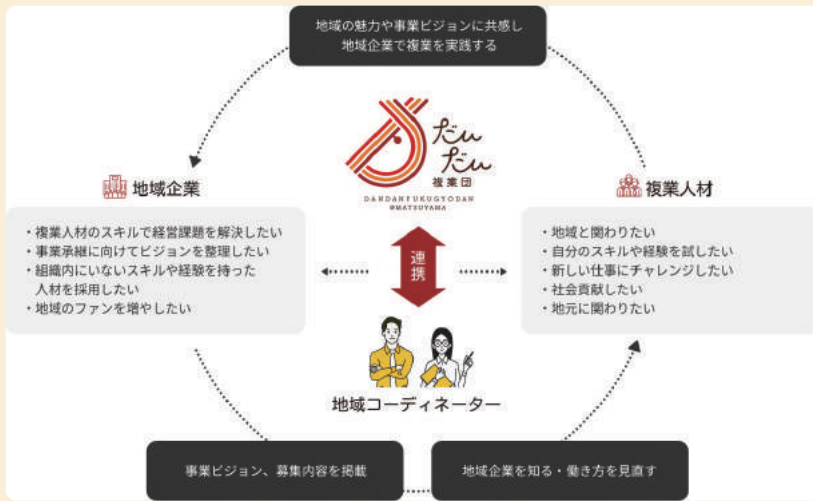 地域の魅力や事業ビジョンに共感し
地域企業で複業を実践する
だんだん
複業団
DANDANFUKUGYODAN
@MATSUYAMA
地域企業
・複業人材のスキルで経営課題を解決したい
・事業承継に向けてビジョンを整理したい
・組織内にいないスキルや経験を持った
人材を採用したい
・地域のファンを増やしたい
連携
複業人材
・地域と関わりたい
・自分のスキルや経験を試したい
・新しい仕事にチャレンジしたい
・社会貢献したい
・地元に関わりたい
地域コーディネーター
事業ビジョン、募集内容を掲載
地域企業を知る・働き方を見直す